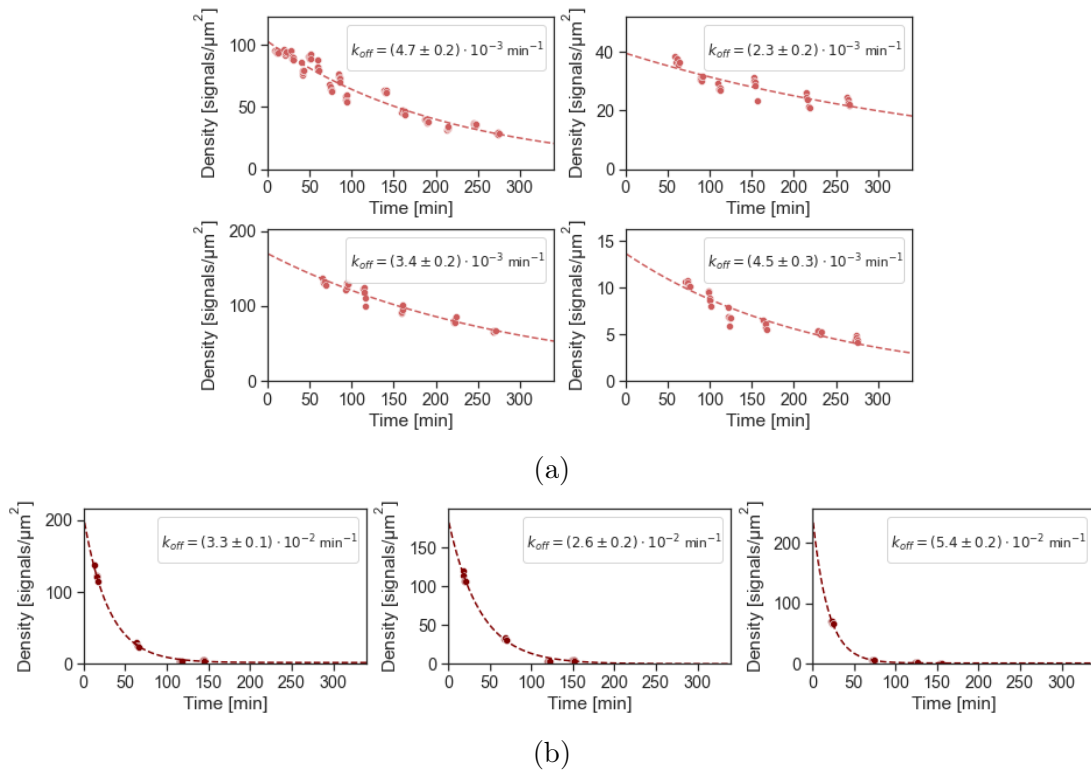 Density [signals/µm²]
100
50
0
k_off = (4.7 ± 0.2) · 10⁻³ min⁻¹
0 50 100 150 200 250 300
Time [min]
Density [signals/µm²]
40
20
0
k_off = (2.3 ± 0.2) · 10⁻³ min⁻¹
0 50 100 150 200 250 300
Time [min]
Density [signals/µm²]
200
100
0
k_off = (3.4 ± 0.2) · 10⁻³ min⁻¹
0 50 100 150 200 250 300
Time [min]
Density [signals/µm²]
15
10
5
0
k_off = (4.5 ± 0.3) · 10⁻³ min⁻¹
0 50 100 150 200 250 300
Time [min]
(a)
Density [signals/µm²]
200
100
0
k_off = (3.3 ± 0.1) · 10⁻² min⁻¹
0 50 100 150 200 250 300
Time [min]
Density [signals/µm²]
150
100
50
0
k_off = (2.6 ± 0.2) · 10⁻² min⁻¹
0 50 100 150 200 250 300
Time [min]
Density [signals/µm²]
200
100
0
k_off = (5.4 ± 0.2) · 10⁻² min⁻¹
0 50 100 150 200 250 300
Time [min]
(b)